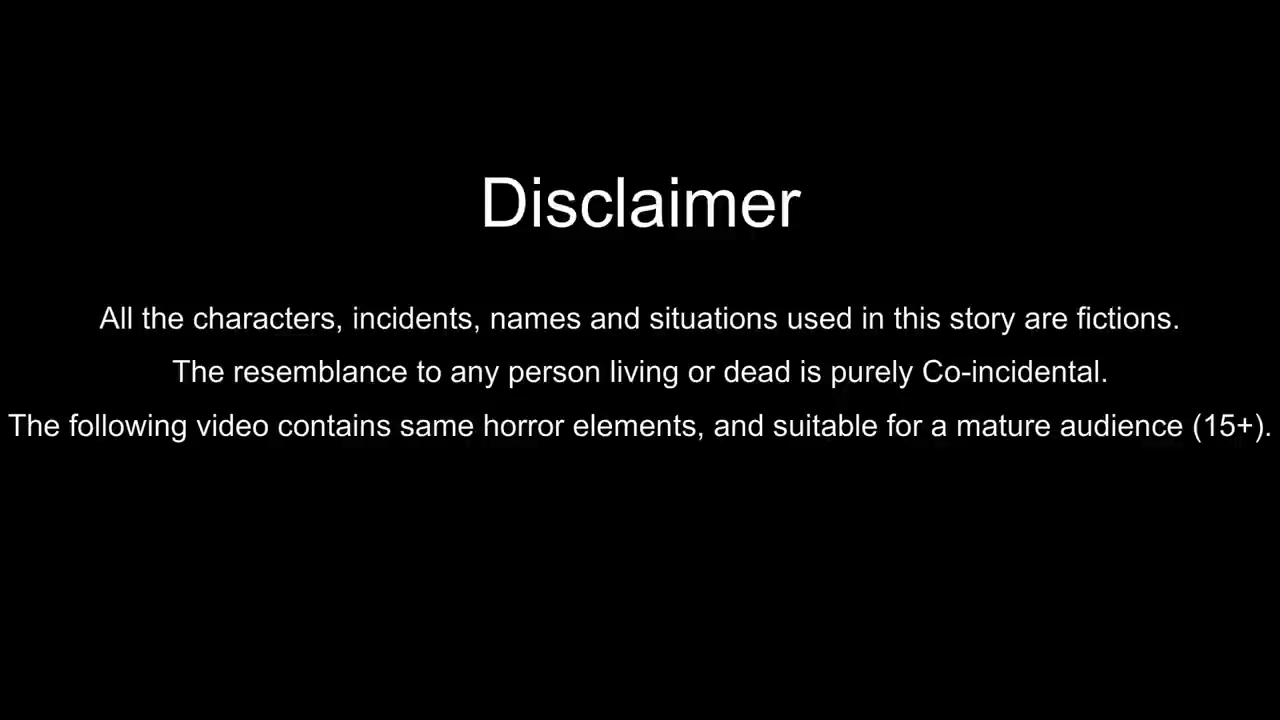 Disclaimer
All the characters, incidents, names and situations used in this story are fictions.
The resemblance to any person living or dead is purely Co-incidental.
The following video contains same horror elements, and suitable for a mature audience (15+).